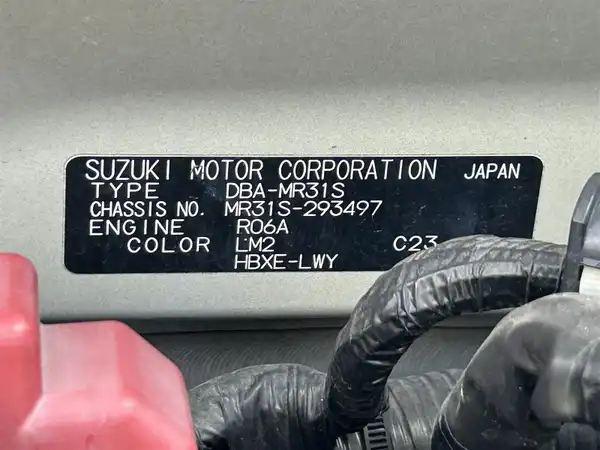 SUZUKI MOTOR CORPORATION JAPAN
TYPE DBA-MR31S
CHASSIS NO. MR31S-293497
ENGINE R06A
COLOR LM2 C23
HBXE-LWY